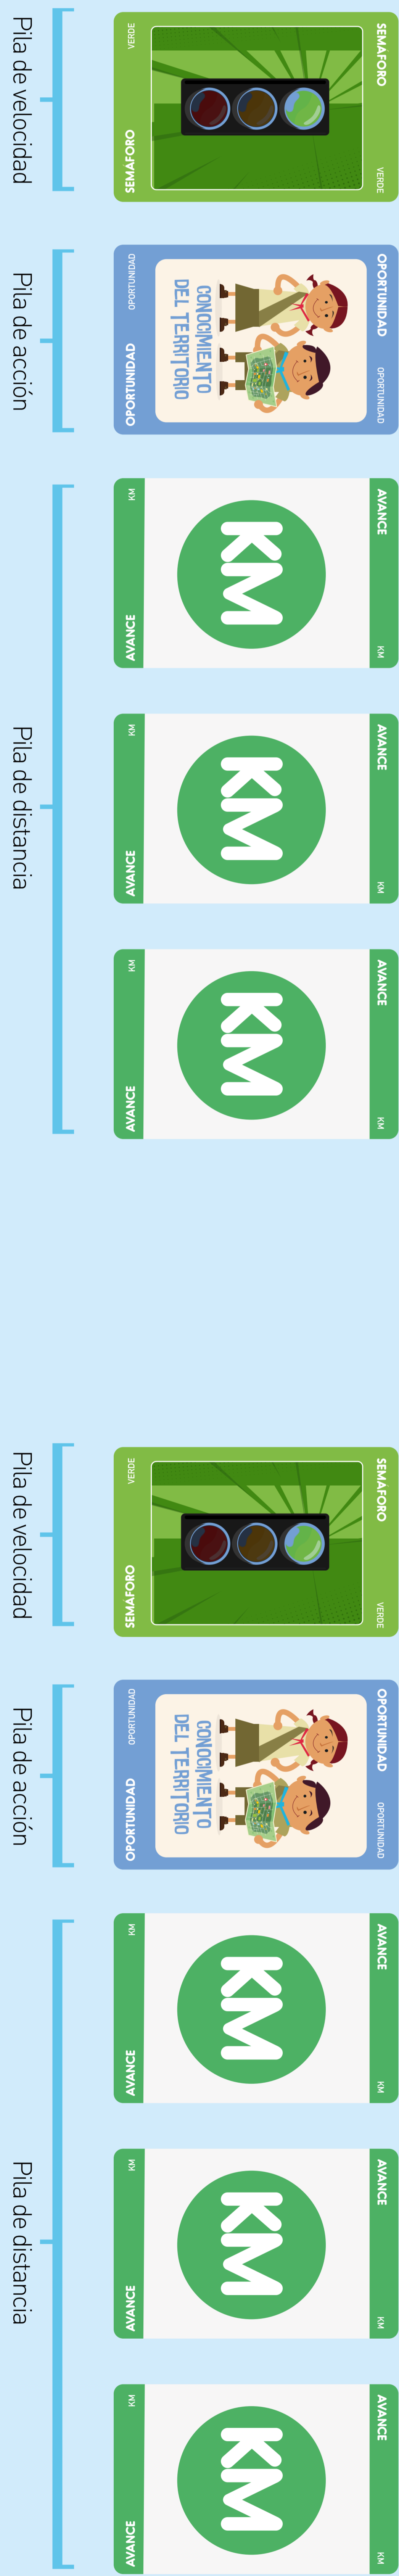 SEMAFORO
VERDE
VERDE
SEMAFORO
Pila de velocidad
OPORTUNIDAD
OPORTUNIDAD
CONOCIMIENTO
DEL TERRITORIO
OPORTUNIDAD
OPORTUNIDAD
Pila de acción
AVANCE
KM
KM
KM
AVANCE
AVANCE
KM
KM
KM
AVANCE
AVANCE
KM
KM
KM
AVANCE
Pila de distancia
SEMAFORO
VERDE
VERDE
SEMAFORO
Pila de velocidad
OPORTUNIDAD
OPORTUNIDAD
CONOCIMIENTO
DEL TERRITORIO
OPORTUNIDAD
OPORTUNIDAD
Pila de acción
AVANCE
KM
KM
KM
AVANCE
AVANCE
KM
KM
KM
AVANCE
AVANCE
KM
KM
KM
AVANCE
Pila de distancia